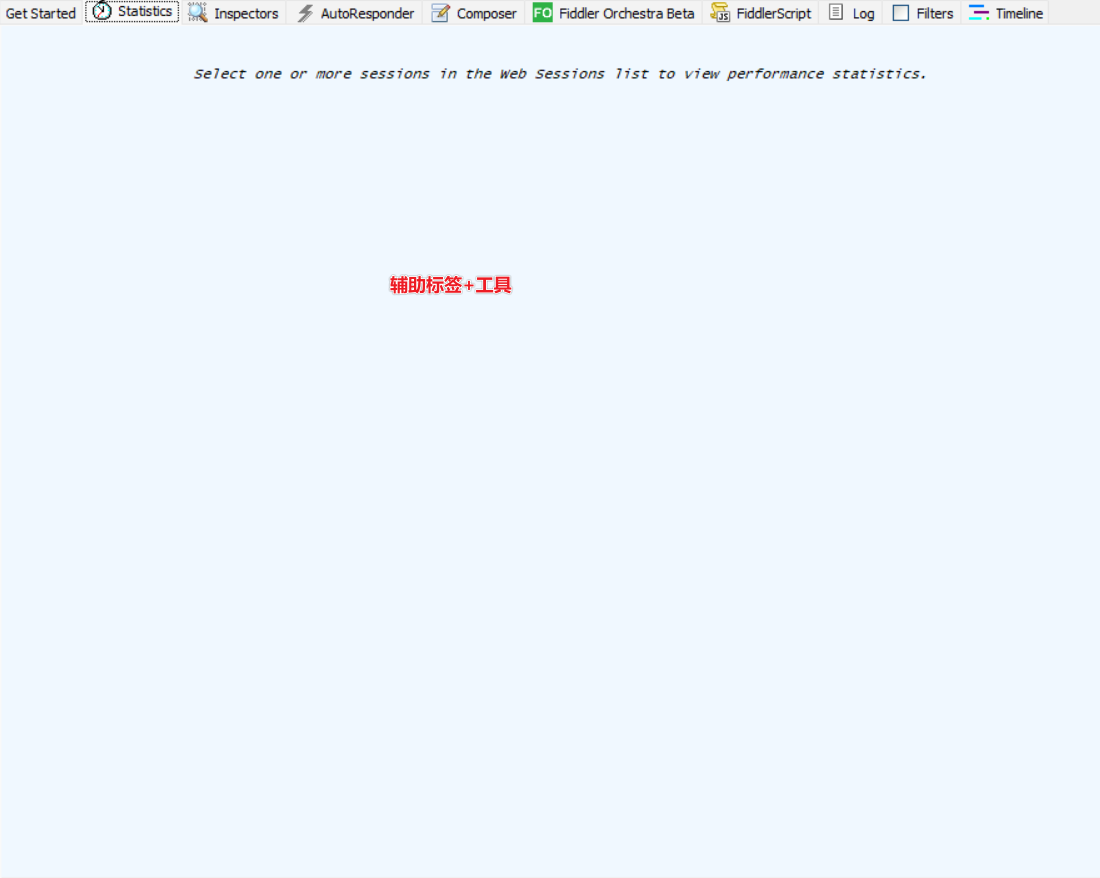 Get Started Statistics Inspectors AutoResponder Composer FO Fiddler Orchestra Beta JS FiddlerScript Log Filters Timeline
Select one or more sessions in the Web Sessions list to view performance statistics.
辅助标签+工具